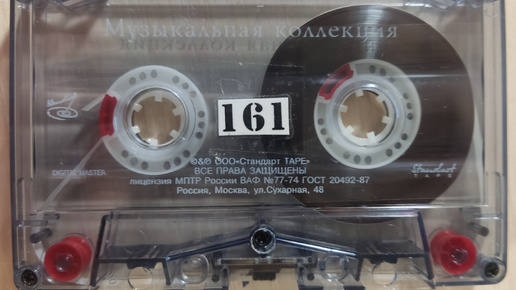 Музыкальная коллекция
161
DIGITAL MASTER
Standart
TAPE
®&© ООО«Стандарт TAPE»
ВСЕ ПРАВА ЗАЩИЩЕНЫ
лицензия МПТР России ВАФ №77-74 ГОСТ 20492-87
Россия, Москва, ул.Сухарная, 48